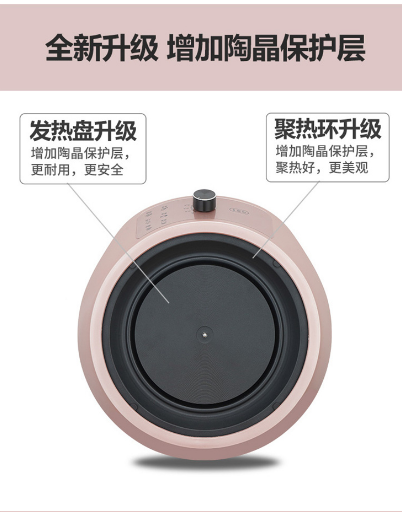 全新升级 增加陶晶保护层
发热盘升级
增加陶晶保护层，
更耐用，更安全
聚热环升级
增加陶晶保护层，
聚热好，更美观